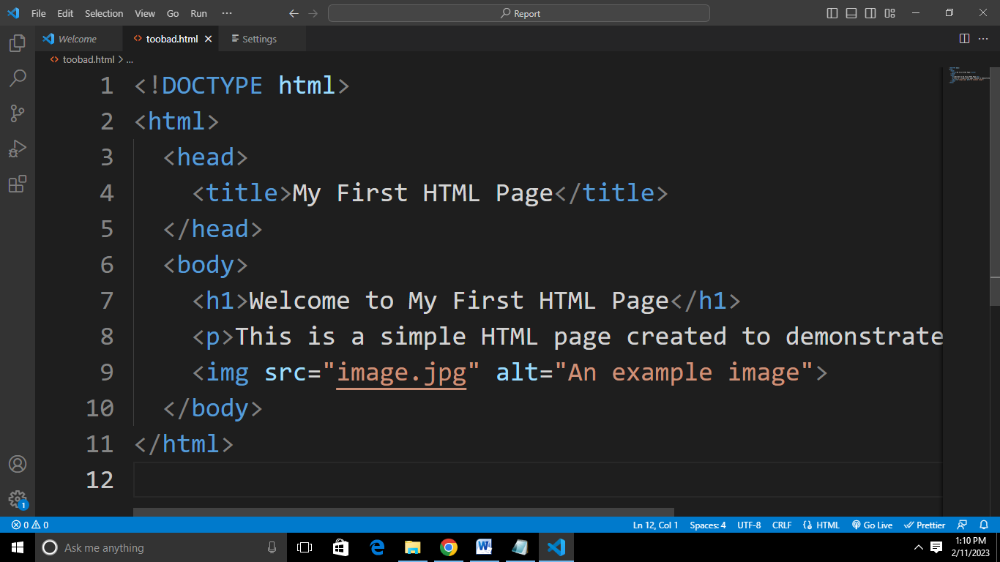 File Edit Selection View Go Run ···
Report
Welcome
toobad.html
Settings
toobad.html > ...
1 <!DOCTYPE html>
2 <html>
3 <head>
4 <title>My First HTML Page</title>
5 </head>
6 <body>
7 <h1>Welcome to My First HTML Page</h1>
8 <p>This is a simple HTML page created to demonstrate
9 <img src="image.jpg" alt="An example image">
10 </body>
11 </html>
12
1
0 0 Ln 12, Col 1 Spaces: 4 UTF-8 CRLF HTML Go Live Prettier
Ask me anything
1:10 PM
2/11/2023